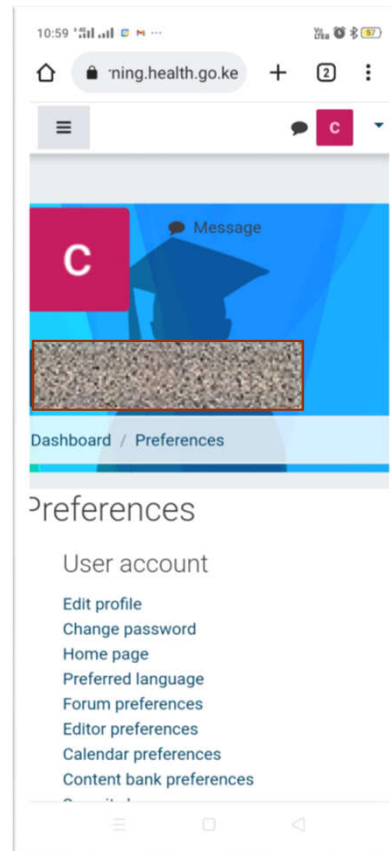 10:59
57
ning.health.go.ke
2
C
Message
C
Dashboard / Preferences
Preferences
User account
Edit profile
Change password
Home page
Preferred language
Forum preferences
Editor preferences
Calendar preferences
Content bank preferences